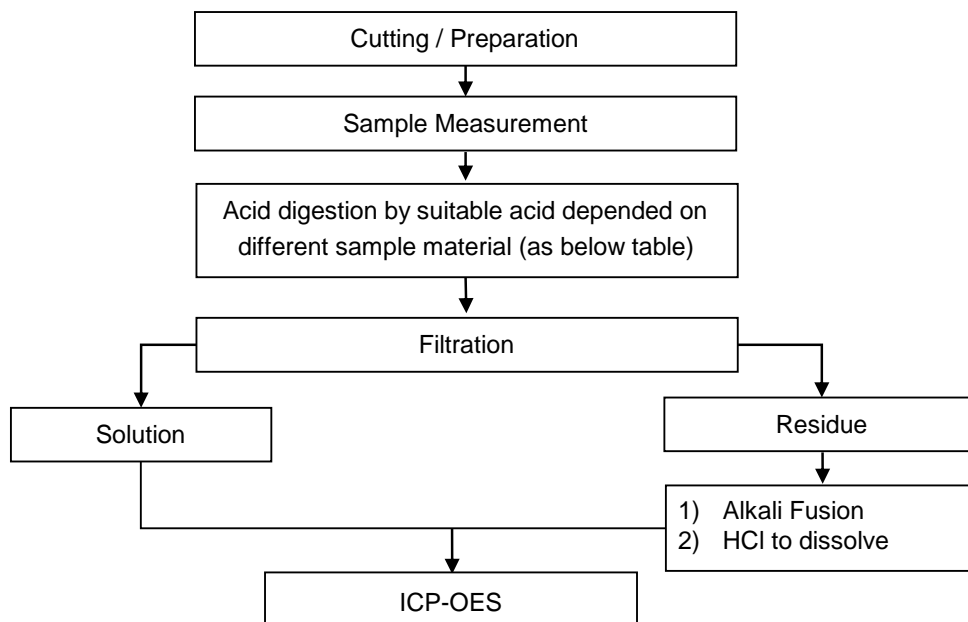 Cutting / Preparation
Sample Measurement
Acid digestion by suitable acid depended on
different sample material (as below table)
Filtration
Solution
Residue
1) Alkali Fusion
2) HCl to dissolve
ICP-OES